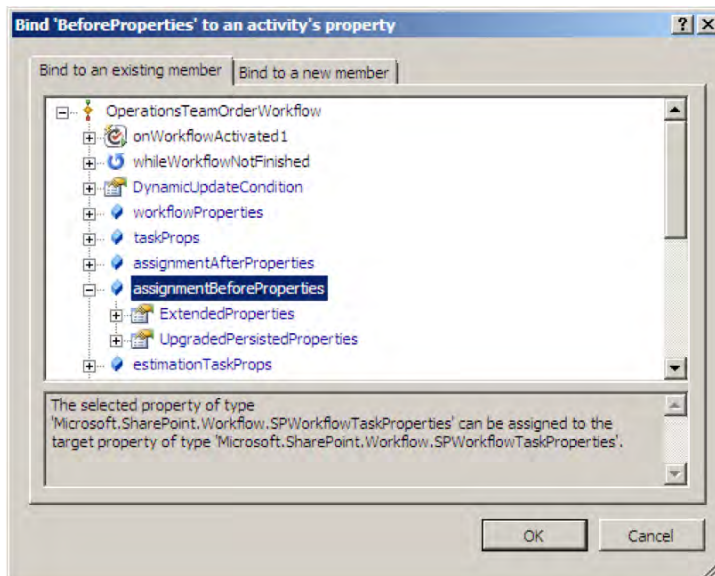 Bind 'BeforeProperties' to an activity's property
Bind to an existing member
Bind to a new member
OperationsTeamOrderWorkflow
onWorkflowActivated1
whileWorkflowNotFinished
DynamicUpdateCondition
workflowProperties
taskProps
assignmentAfterProperties
assignmentBeforeProperties
ExtendedProperties
UpgradedPersistedProperties
estimationTaskProps
The selected property of type
'Microsoft.SharePoint.Workflow.SPWorkflowTaskProperties' can be assigned to the
target property of type 'Microsoft.SharePoint.Workflow.SPWorkflowTaskProperties'.
OK
Cancel